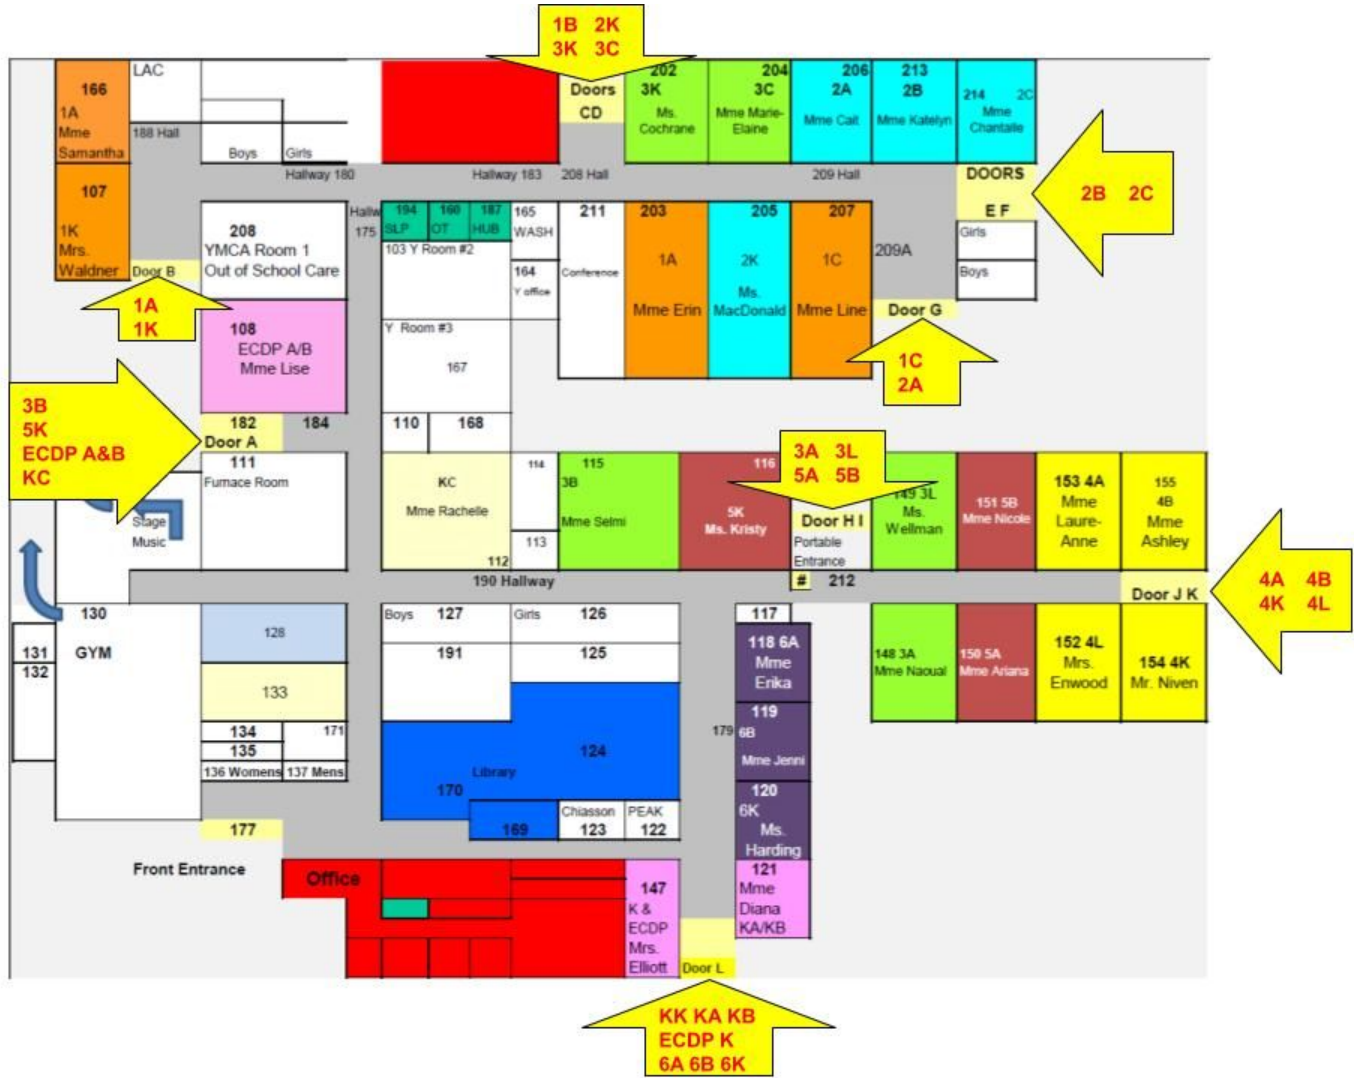 1B 2K
3K 3C
166
1A
Mme
Samantha
LAC
188 Hall
Boys
Girls
Doors
CD
202
3K
Ms.
Cochrane
204
3C
Mme Marie-
Elaine
206
2A
Mme Cait
213
2B
Mme Katelyn
214 2C
Mme
Chantalle
Hallway 180
Hallway 183
208 Hall
209 Hall
DOORS
E F
2B 2C
107
1K
Mrs.
Waldner
Door B
1A
1K
208
YMCA Room 1
Out of School Care
Hallw
175
194
SLP
160
OT
187
HUB
165
WASH
103 Y Room #2
164
Y office
211
Conference
203
1A
Mme Erin
205
2K
Ms.
MacDonald
207
1C
Mme Line
209A
Girls
Boys
Door G
1C
2A
108
ECDP A/B
Mme Lise
Y Room #3
167
3B
5K
ECDP A&B
KC
182
Door A
184
110
168
111
Furnace Room
Stage
Music
KC
Mme Rachelle
112
114
113
115
3B
Mme Selmi
116
5K
Ms. Kristy
3A 3L
5A 5B
Door H I
Portable
Entrance
#
149 3L
Ms.
Wellman
151 5B
Mme Nicole
153 4A
Mme
Laure-
Anne
155
4B
Mme
Ashley
190 Hallway
212
Door J K
4A 4B
4K 4L
130
GYM
131
132
128
133
134
135
171
136 Womens
137 Mens
Boys 127
Girls 126
191
125
124
Library
170
169
Chiasson
123
PEAK
122
117
118 6A
Mme
Erika
179
119
6B
Mme Jenni
120
6K
Ms.
Harding
121
Mme
Diana
KA/KB
148 3A
Mme Naoual
150 5A
Mme Ariana
152 4L
Mrs.
Enwood
154 4K
Mr. Niven
177
Front Entrance
Office
147
K &
ECDP
Mrs.
Elliott
Door L
KK KA KB
ECDP K
6A 6B 6K